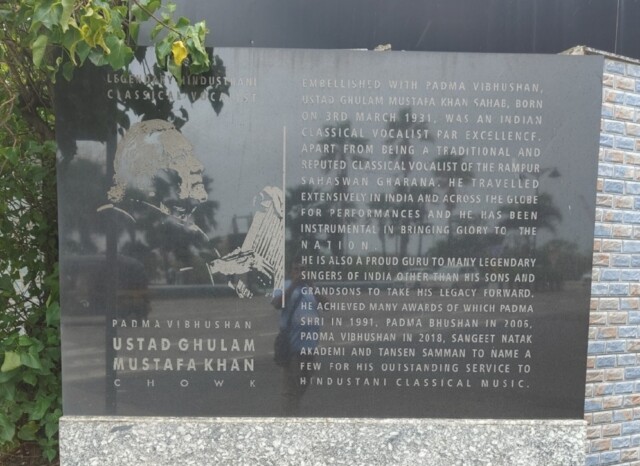 LEGENDARY HINDUSTANI
CLASSICAL VOCALIST
PADMA VIBHUSHAN
USTAD GHULAM
MUSTAFA KHAN
CHOWK
EMBELLISHED WITH PADMA VIBHUSHAN,
USTAD GHULAM MUSTAFA KHAN SAHAB, BORN
ON 3RD MARCH 1931, WAS AN INDIAN
CLASSICAL VOCALIST PAR EXCELLENCE.
APART FROM BEING A TRADITIONAL AND
REPUTED CLASSICAL VOCALIST OF THE RAMPUR
SAHASWAN GHARANA, HE TRAVELLED
EXTENSIVELY IN INDIA AND ACROSS THE GLOBE
FOR PERFORMANCES AND HE HAS BEEN
INSTRUMENTAL IN BRINGING GLORY TO THE
NATION.
HE IS ALSO A PROUD GURU TO MANY LEGENDARY
SINGERS OF INDIA OTHER THAN HIS SONS AND
GRANDSONS TO TAKE HIS LEGACY FORWARD.
HE ACHIEVED MANY AWARDS OF WHICH PADMA
SHRI IN 1991, PADMA BHUSHAN IN 2006,
PADMA VIBHUSHAN IN 2018, SANGEET NATAK
AKADEMI AND TANSEN SAMMAN TO NAME A
FEW FOR HIS OUTSTANDING SERVICE TO
HINDUSTANI CLASSICAL MUSIC.